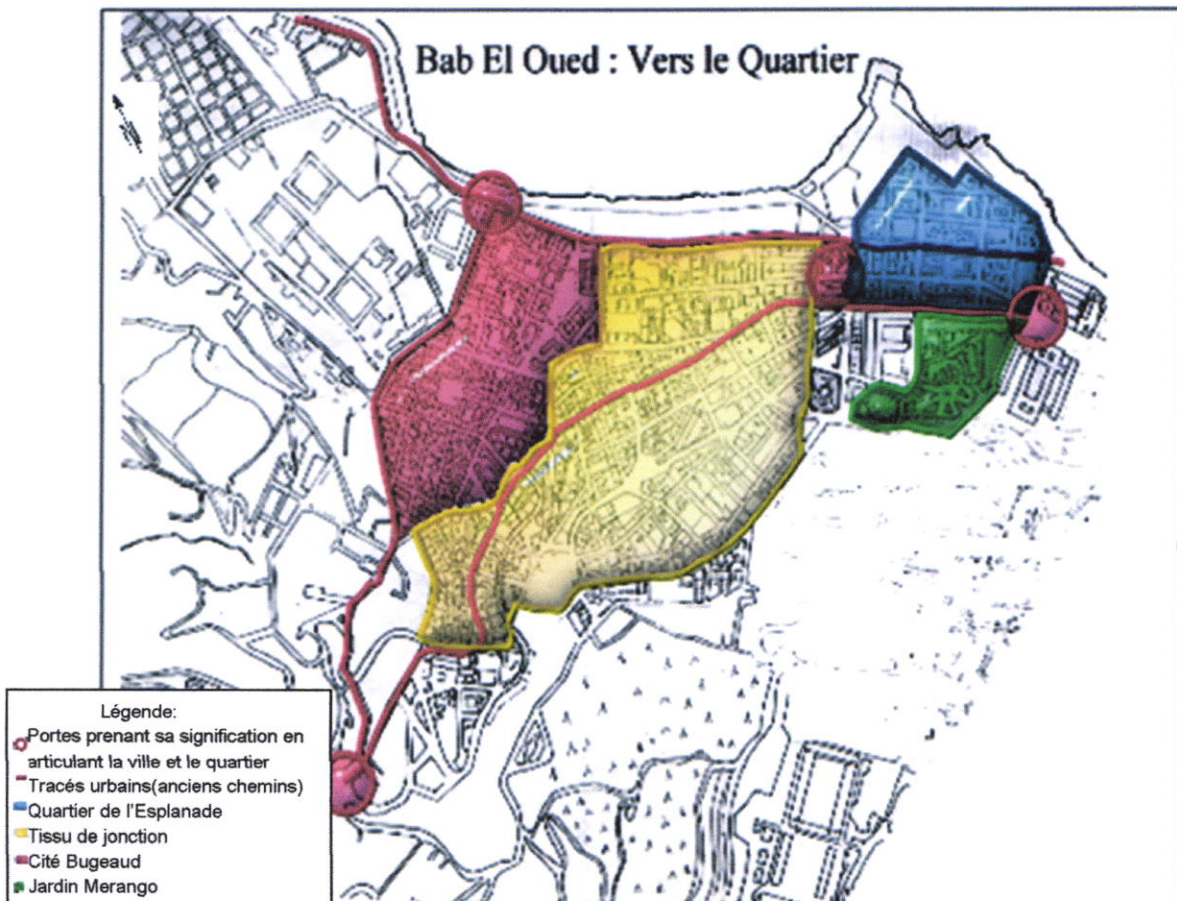 Bab El Oued : Vers le Quartier
Légende:
Portes prenant sa signification en
articulant la ville et le quartier
Tracés urbains(anciens chemins)
Quartier de l'Esplanade
Tissu de jonction
Cité Bugeaud
Jardin Merango